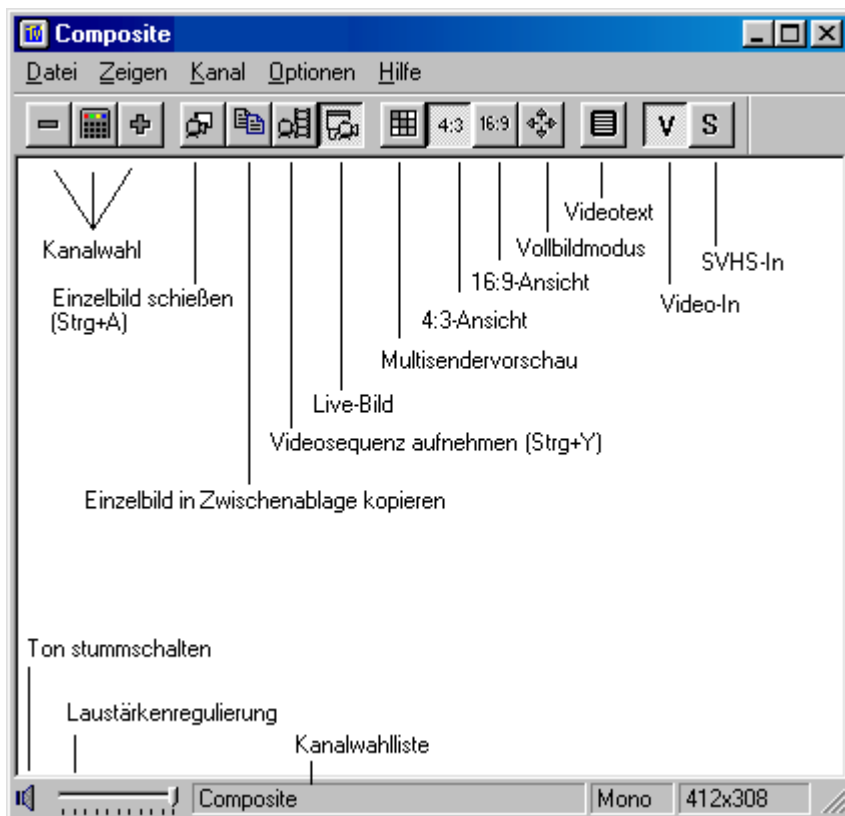 TV Composite
Datei Zeigen Kanal Optionen Hilfe
4:3 16:9 V S
Videotext
Kanalwahl
Vollbildmodus
SVHS-In
16:9-Ansicht
Einzelbild schießen
(Strg+A)
Video-In
4:3-Ansicht
Multisendervorschau
Live-Bild
Videosequenz aufnehmen (Strg+Y)
Einzelbild in Zwischenablage kopieren
Ton stummschalten
Laustärkenregulierung
Kanalwahlliste
Composite Mono 412x308